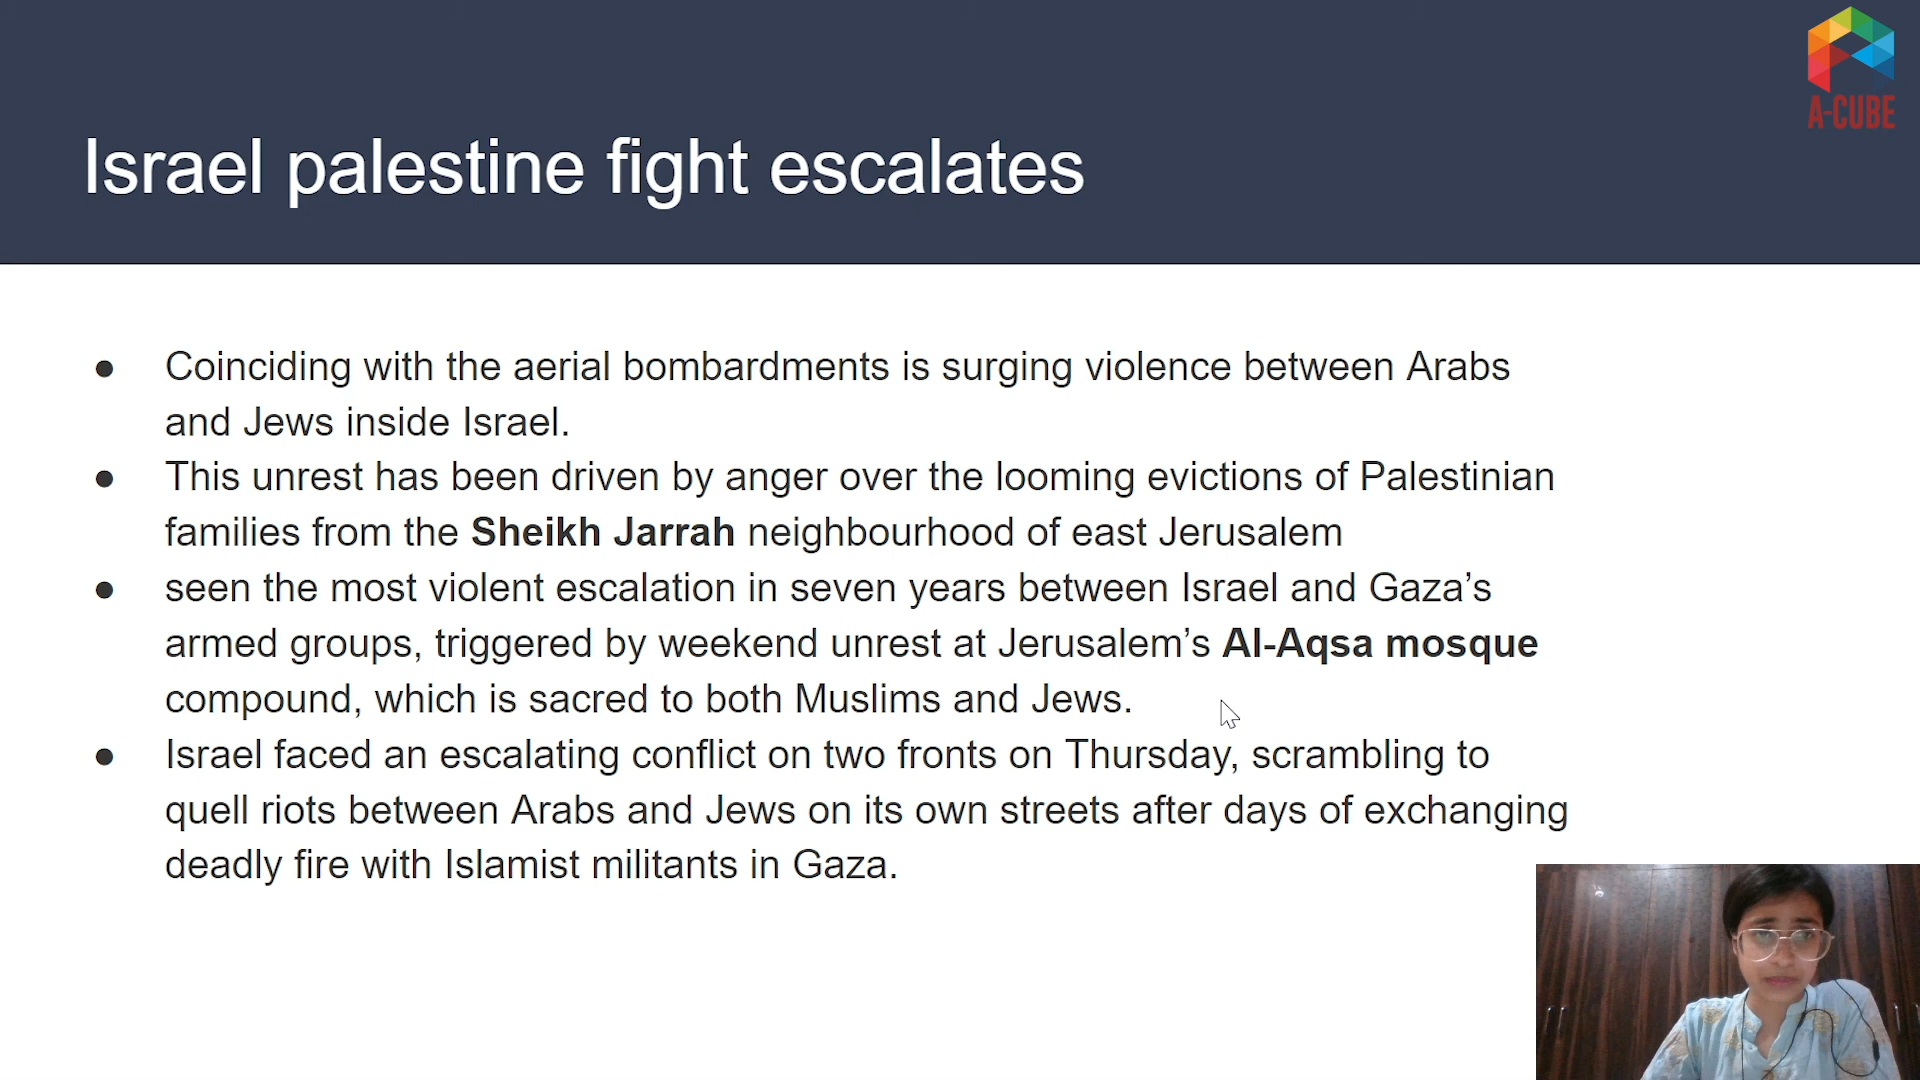 A-CUBE
Israel palestine fight escalates
● Coinciding with the aerial bombardments is surging violence between Arabs
and Jews inside Israel.
● This unrest has been driven by anger over the looming evictions of Palestinian
families from the Sheikh Jarrah neighbourhood of east Jerusalem
● seen the most violent escalation in seven years between Israel and Gaza’s
armed groups, triggered by weekend unrest at Jerusalem’s Al-Aqsa mosque
compound, which is sacred to both Muslims and Jews.
● Israel faced an escalating conflict on two fronts on Thursday, scrambling to
quell riots between Arabs and Jews on its own streets after days of exchanging
deadly fire with Islamist militants in Gaza.